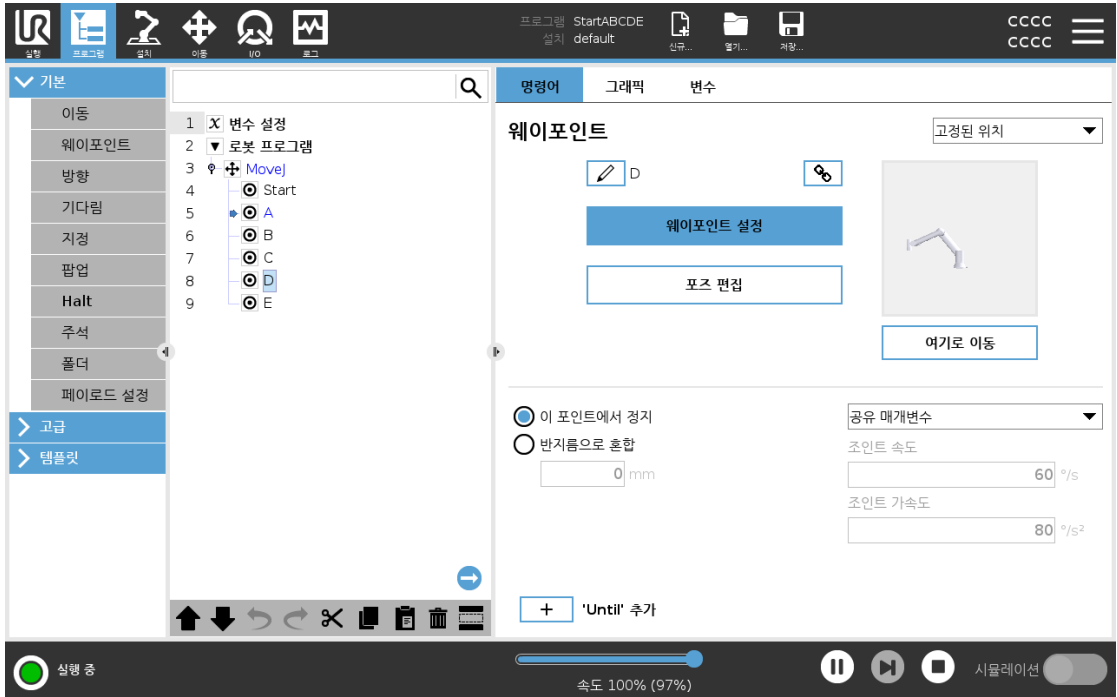 프로그램 StartABCDE
설치 default
CCCC
CCCC
UR
실행 프로그램 설치 이동 I/O 로그 신규... 열기... 저장...
기본
이동
웨이포인트
방향
기다림
지정
팝업
Halt
주석
폴더
페이로드 설정
고급
템플릿
1 X 변수 설정
2 ▼ 로봇 프로그램
3 MoveJ
4 Start
5 A
6 B
7 C
8 D
9 E
명령어 그래픽 변수
웨이포인트
고정된 위치
D
웨이포인트 설정
포즈 편집
여기로 이동
이 포인트에서 정지
반지름으로 혼합
0 mm
공유 매개변수
조인트 속도
60 °/s
조인트 가속도
80 °/s²
+ 'Until' 추가
실행 중
속도 100% (97%)
시뮬레이션